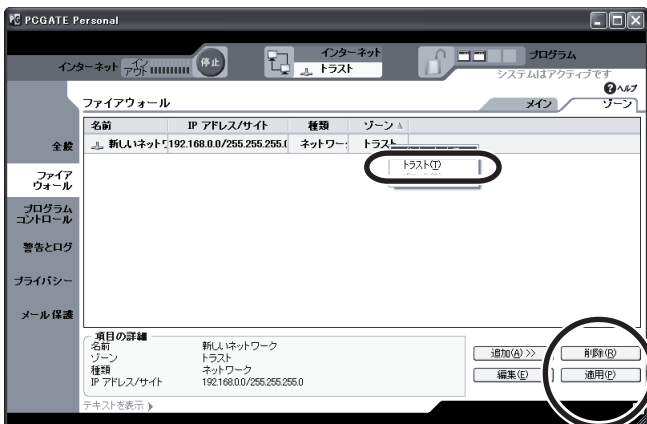 PCGATE Personal
インターネット
イン
アウト
停止
インターネット
トラスト
プログラム
システムはアクティブです
ヘルプ
ファイアウォール
メイン
ゾーン
名前 IP アドレス/サイト 種類 ゾーン
新しいネットワ 192.168.0.0/255.255.255.( ネットワー: トラスト
トラスト(T)
全般
ファイア
ウォール
プログラム
コントロール
警告とログ
プライバシー
メール保護
項目の詳細
名前 新しいネットワーク
ゾーン トラスト
種類 ネットワーク
IP アドレス/サイト 192.168.0.0/255.255.255.0
追加(A) >> 削除(R)
編集(E) 適用(P)
テキストを表示